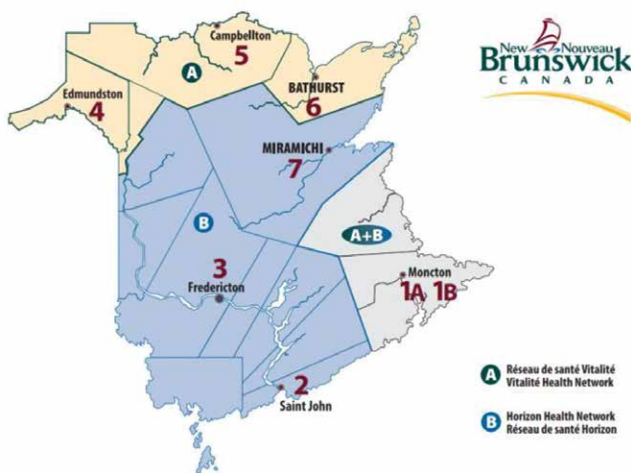 Campbellton
5
New Nouveau
Brunswick
CANADA
A
BATHURST
6
Edmundston
4
MIRAMICHI
7
B
A+B
3
Fredericton
Moncton
1A 1B
2
Saint John
A Réseau de santé Vitalité
Vitalité Health Network
B Horizon Health Network
Réseau de santé Horizon